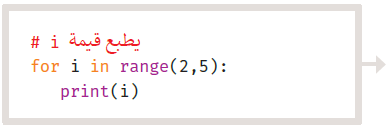 # i يطبع قيمة
for i in range(2,5):
    print(i)